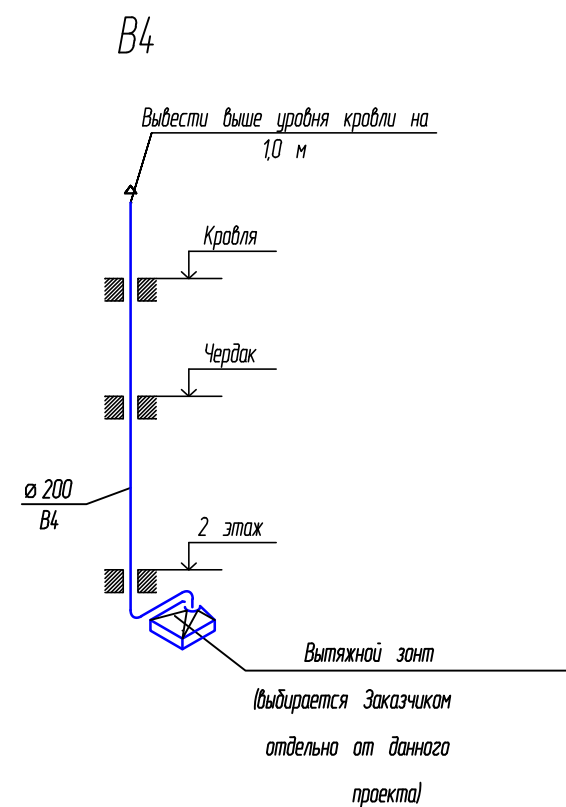 В4
Вывести выше уровня кровли на
1,0 м
Кровля
Чердак
ø 200
В4
2 этаж
Вытяжной зонт
(выбирается Заказчиком
отдельно от данного
проекта)